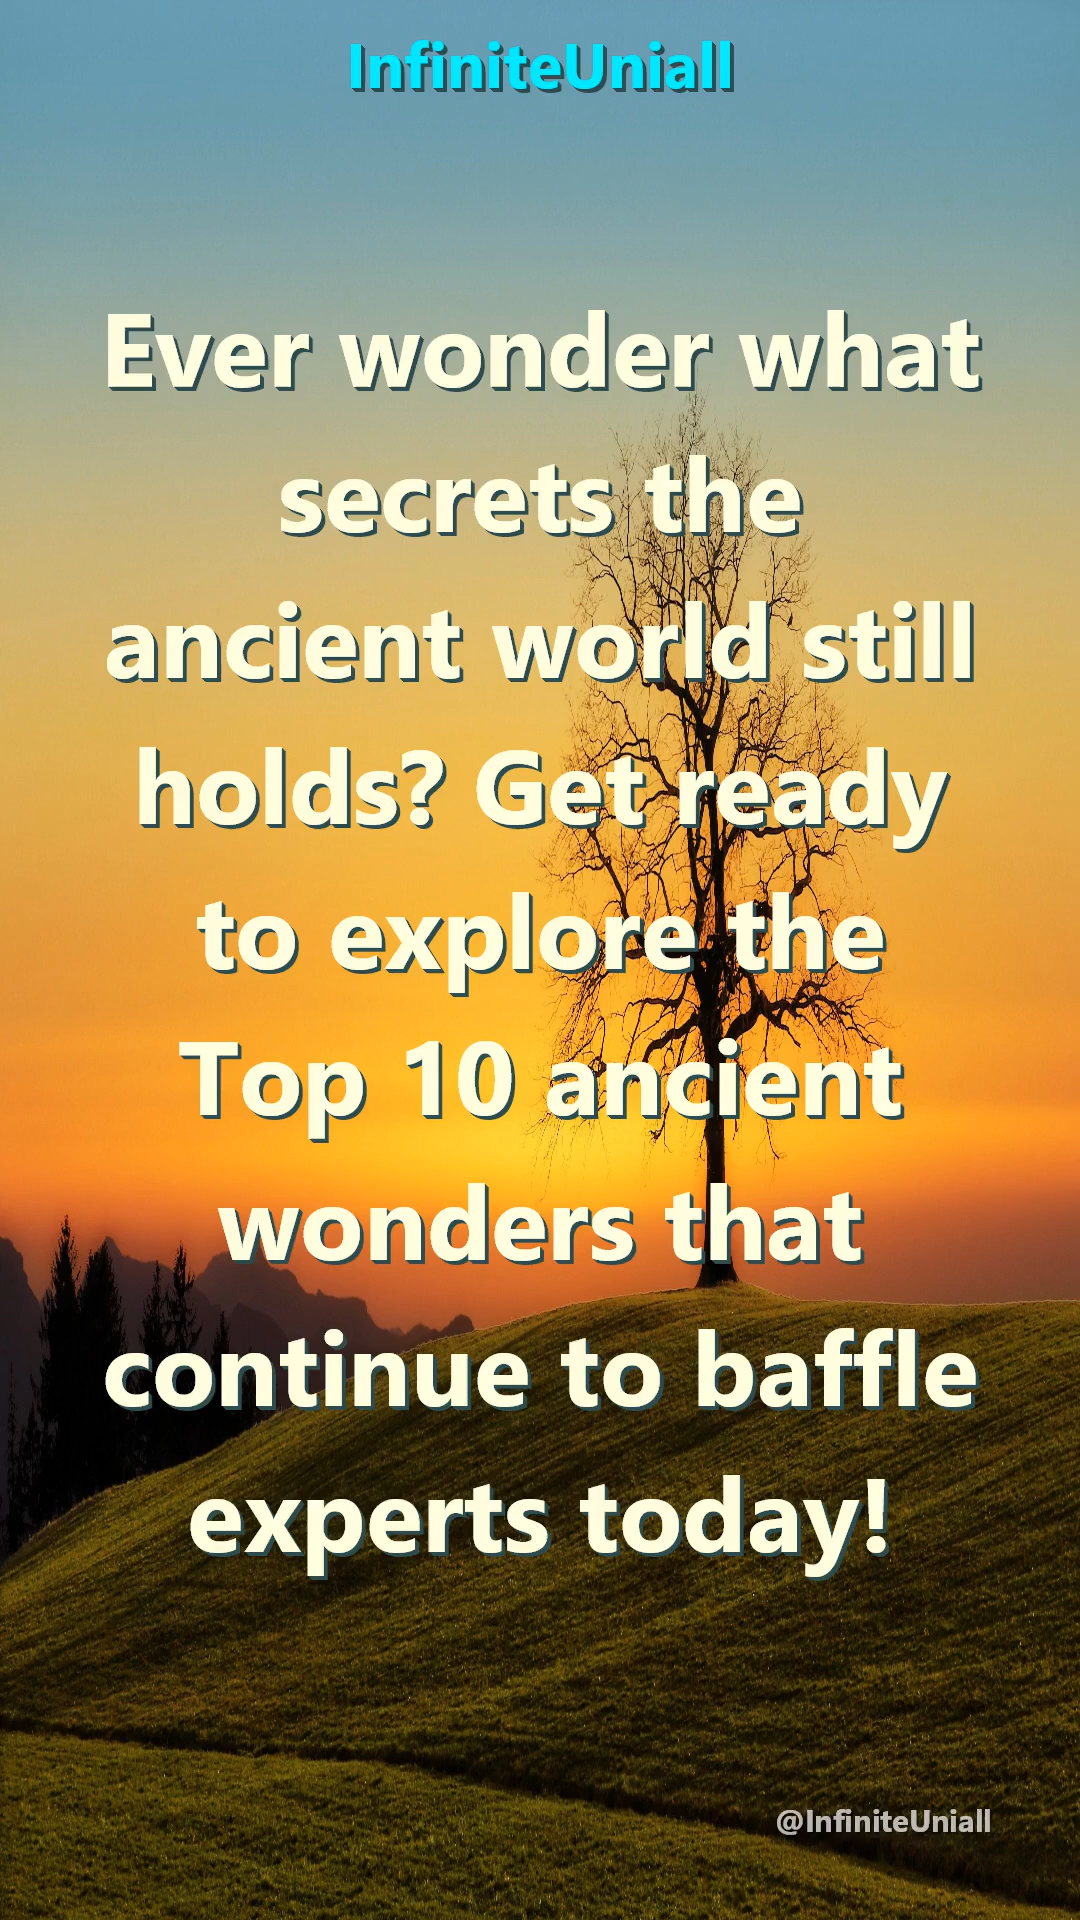 InfiniteUniall
Ever wonder what
secrets the
ancient world still
holds? Get ready
to explore the
Top 10 ancient
wonders that
continue to baffle
experts today!
@InfiniteUniall